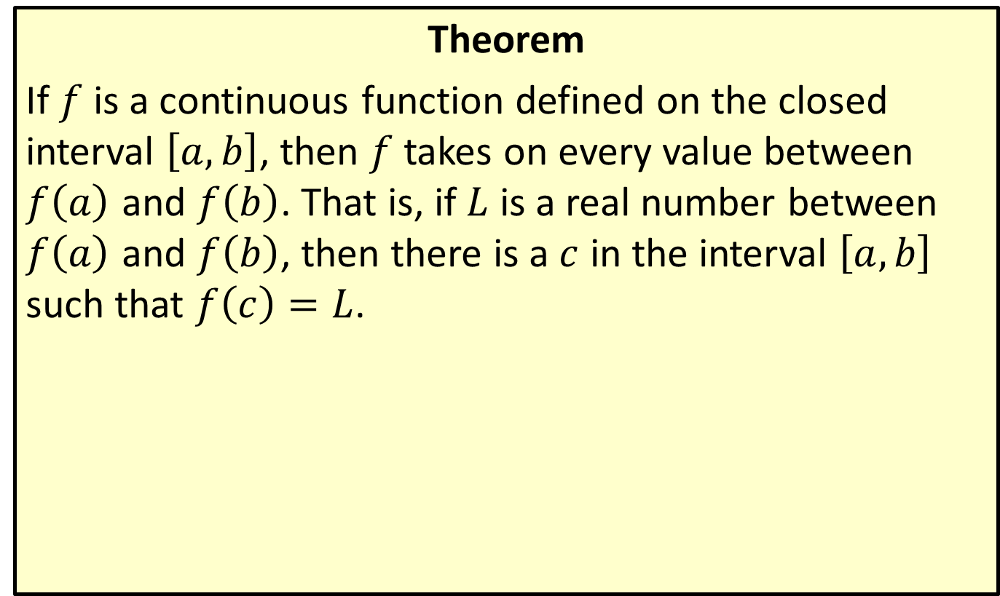 Theorem
If f is a continuous function defined on the closed
interval [a, b], then f takes on every value between
f(a) and f(b). That is, if L is a real number between
f(a) and f(b), then there is a c in the interval [a, b]
such that f(c) = L.